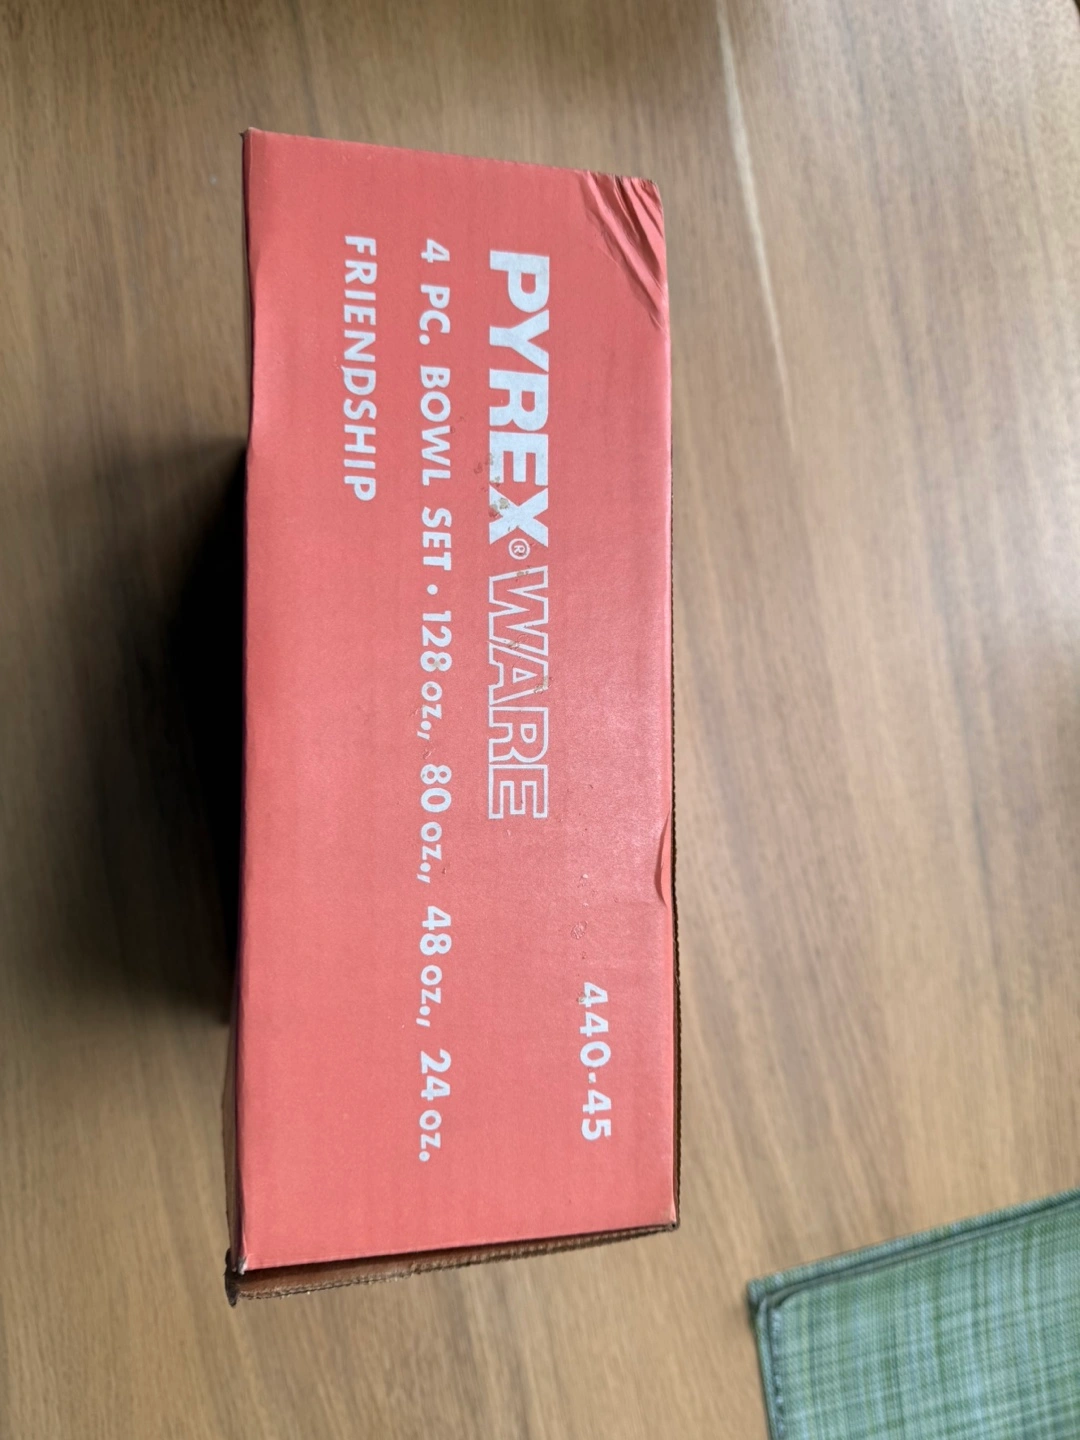 440-45
PYREX® WARE
4 PC. BOWL SET • 128 oz., 80 oz., 48 oz., 24 oz.
FRIENDSHIP